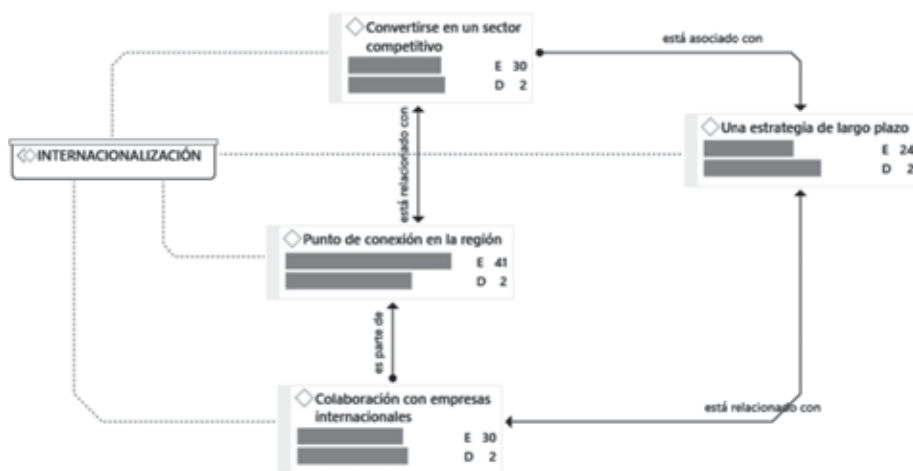 Convertirse en un sector
competitivo
E 30
D 2
está asociado con
Una estrategia de largo plazo
E 24
D 2
INTERNACIONALIZACIÓN
está relacionado con
Punto de conexión en la región
E 41
D 2
es parte de
Colaboración con empresas
internacionales
E 30
D 2
está relacionado con